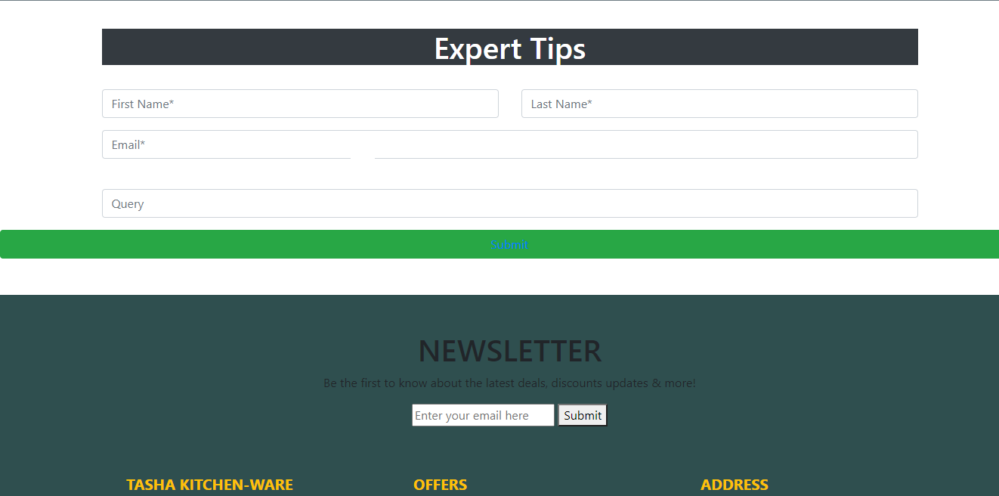 Expert Tips
First Name* Last Name*
Email*
Query
Submit
NEWSLETTER
Be the first to know about the latest deals, discounts updates & more!
Enter your email here Submit
TASHA KITCHEN-WARE OFFERS ADDRESS